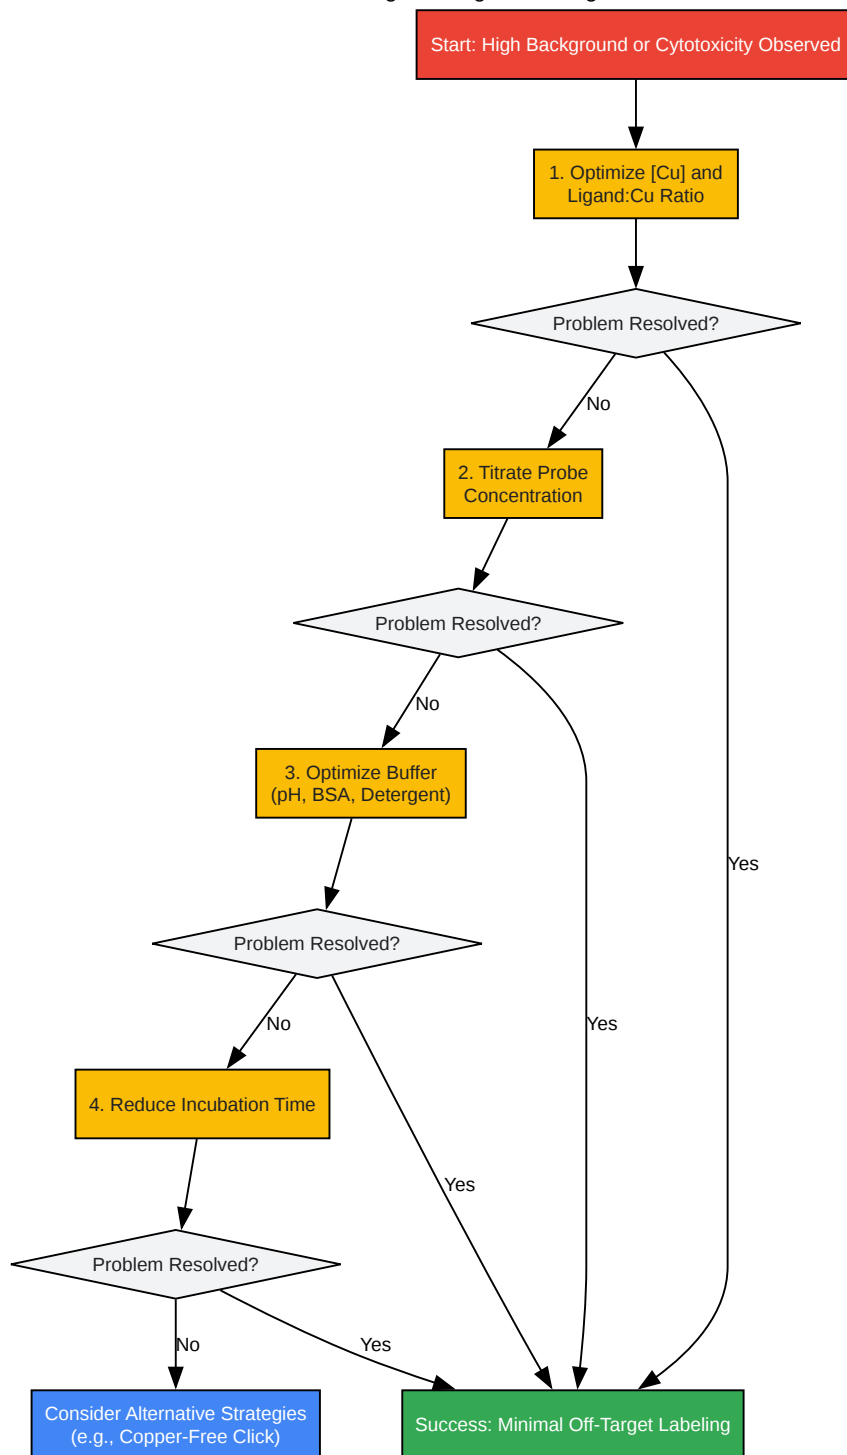 Start: High Background or Cytotoxicity Observed
1. Optimize [Cu] and
Ligand:Cu Ratio
Problem Resolved?
No
2. Titrate Probe
Concentration
Problem Resolved?
No
3. Optimize Buffer
(pH, BSA, Detergent)
Yes
Problem Resolved?
No
Yes
4. Reduce Incubation Time
Yes
Problem Resolved?
No
Yes
Consider Alternative Strategies
(e.g., Copper-Free Click)
Success: Minimal Off-Target Labeling